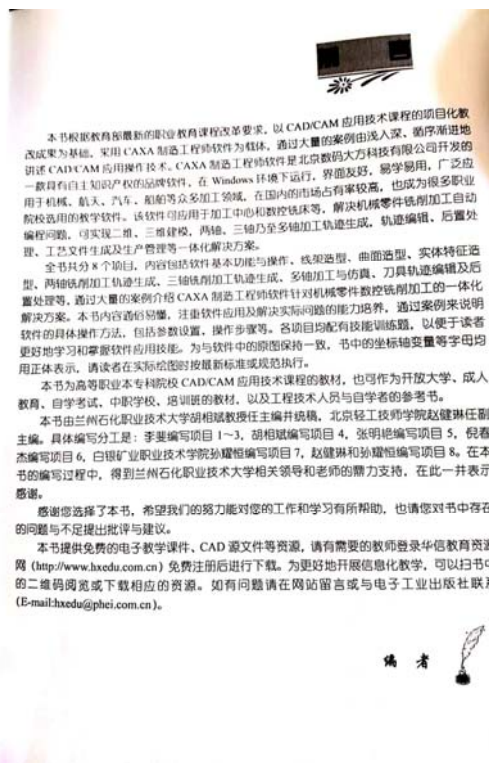 本书根据教育部最新的职业教育课程改革要求，以 CAD/CAM 应用技术课程的项目化教
改成果为基础，采用 CAXA 制造工程师软件为载体，通过大量的案例由浅入深、循序渐进地
讲述 CAD/CAM 应用操作技术。CAXA 制造工程师软件是北京数码大方科技有限公司开发的
一款具有自主知识产权的品牌软件，在 Windows 环境下运行，界面友好，易学易用，广泛应
用于机械、航天、汽车、船舶等众多加工领域，在国内的市场占有率较高，也成为很多职业
院校选用的教学软件。该软件可应用于加工中心和数控铣床等，解决机械零件铣削加工自动
编程问题，可实现二维、三维建模，两轴、三轴乃至多轴加工轨迹生成，轨迹编辑、后置处
理、工艺文件生成及生产管理等一体化解决方案。
全书共分 8 个项目，内容包括软件基本功能与操作、线架造型、曲面造型、实体特征造
型、两轴铣削加工轨迹生成、三轴铣削加工轨迹生成、多轴加工与仿真、刀具轨迹编辑及后
置处理等，通过大量的案例介绍 CAXA 制造工程师软件针对机械零件数控铣削加工的一体化
解决方案。本书内容通俗易懂，注重软件应用及解决实际问题的能力培养，通过案例来说明
软件的具体操作方法，包括参数设置，操作步骤等。各项目均配有技能训练题，以便于读者
更好地学习和掌握软件应用技能。为与软件中的原图保持一致，书中的坐标轴变量等字母均
用正体表示，请读者在实际绘图时按最新标准或规范执行。
本书为高等职业本专科院校 CAD/CAM 应用技术课程的教材，也可作为开放大学、成人
教育、自学考试、中职学校、培训班的教材，以及工程技术人员与自学者的参考书。
本书由兰州石化职业技术大学胡相斌教授任主编并统稿，北京轻工技师学院赵健琳任副
主编。具体编写分工是：李斐编写项目 1～3，胡相斌编写项目 4，张明艳编写项目 5，倪春
杰编写项目 6，白银矿业职业技术学院孙耀恒编写项目 7，赵健琳和孙耀恒编写项目 8。在本
书的编写过程中，得到兰州石化职业技术大学相关领导和老师的鼎力支持，在此一并表示
感谢。
感谢您选择了本书，希望我们的努力能对您的工作和学习有所帮助，也请您对书中存在
的问题与不足提出批评与建议。
本书提供免费的电子教学课件、CAD 源文件等资源，请有需要的教师登录华信教育资源
网（http://www.hxedu.com.cn）免费注册后进行下载。为更好地开展信息化教学，可以扫书中
的二维码阅览或下载相应的资源。如有问题请在网站留言或与电子工业出版社联系
（E-mail:hxedu@phei.com.cn）。
编 者